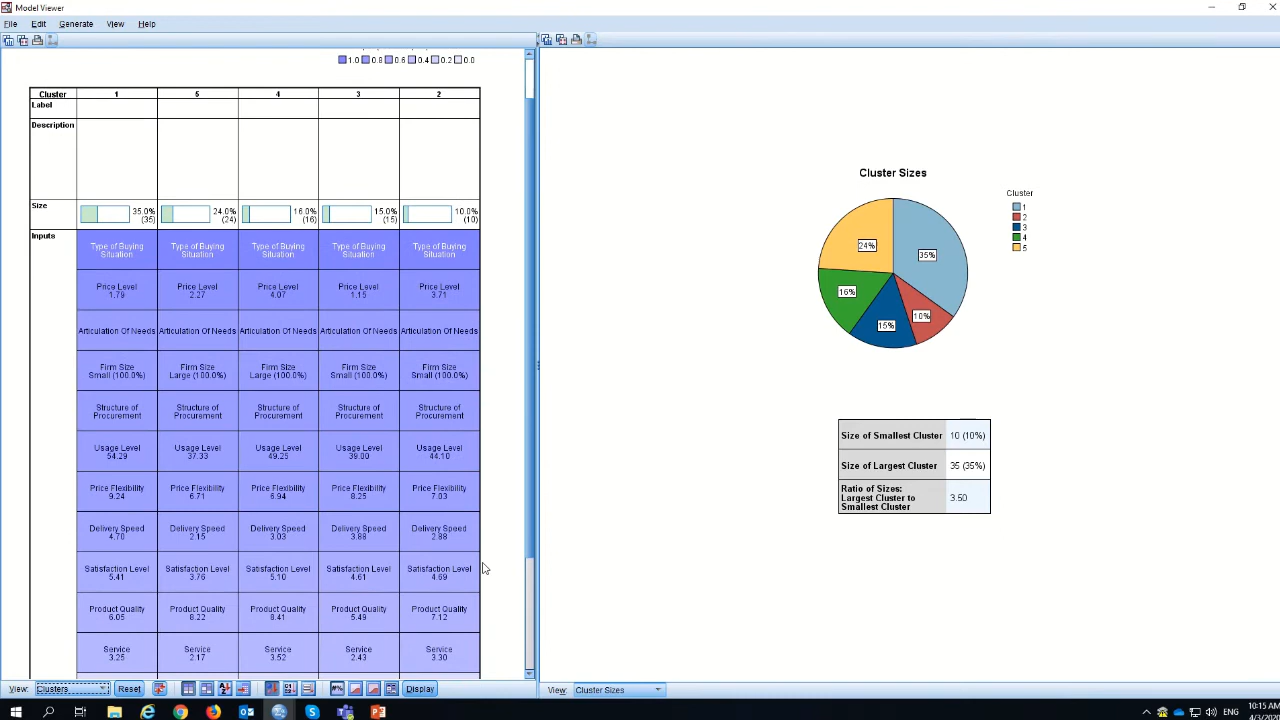 Model Viewer
File Edit Generate View Help
1.0 0.8 0.6 0.4 0.2 0.0
Cluster 1 5 4 3 2
Label
Description
Size 35.0% 24.0% 16.0% 15.0% 10.0%
(35) (24) (16) (15) (10)
Inputs
Type of Buying Type of Buying Type of Buying Type of Buying Type of Buying
Situation Situation Situation Situation Situation
Price Level Price Level Price Level Price Level Price Level
1.79 2.27 4.07 1.15 3.71
Articulation Of Needs Articulation Of Needs Articulation Of Needs Articulation Of Needs Articulation Of Needs
Firm Size Firm Size Firm Size Firm Size Firm Size
Small (100.0%) Large (100.0%) Large (100.0%) Small (100.0%) Small (100.0%)
Structure of Structure of Structure of Structure of Structure of
Procurement Procurement Procurement Procurement Procurement
Usage Level Usage Level Usage Level Usage Level Usage Level
54.29 37.33 49.25 39.00 44.10
Price Flexibility Price Flexibility Price Flexibility Price Flexibility Price Flexibility
9.24 6.71 6.94 8.25 7.03
Delivery Speed Delivery Speed Delivery Speed Delivery Speed Delivery Speed
4.70 2.15 3.03 3.88 2.88
Satisfaction Level Satisfaction Level Satisfaction Level Satisfaction Level Satisfaction Level
5.41 3.76 5.10 4.61 4.69
Product Quality Product Quality Product Quality Product Quality Product Quality
6.05 8.22 8.41 5.49 7.12
Service Service Service Service Service
3.25 2.17 3.52 2.43 3.30
View: Clusters Reset Display
Cluster Sizes
Cluster
1
2
3
4
5
24%
35%
16%
10%
15%
Size of Smallest Cluster 10 (10%)
Size of Largest Cluster 35 (35%)
Ratio of Sizes:
Largest Cluster to 3.50
Smallest Cluster
View: Cluster Sizes
ENG
10:15 AM